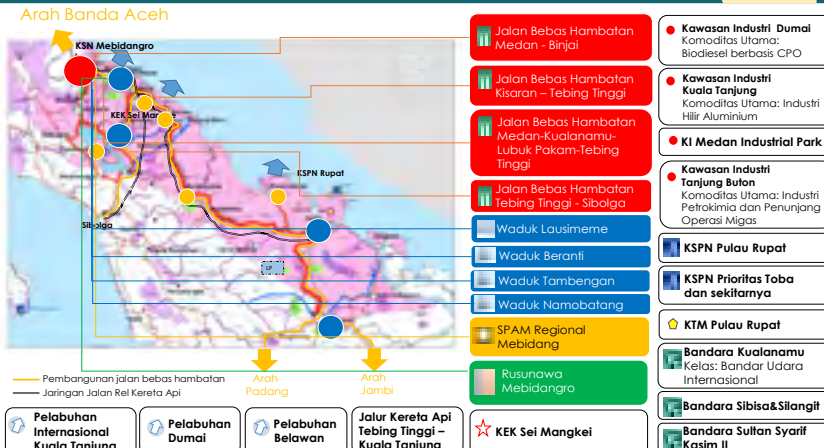 Arah Banda Aceh
KSN Mebidangro
KEK Sei Mangke
KSPN Rupat
Sibolga
LP
Pembangunan jalan bebas hambatan
Jaringan Jalan Rel Kereta Api
Arah
Padang
Arah
Jambi
Jalan Bebas Hambatan
Medan - Binjai
Jalan Bebas Hambatan
Kisaran – Tebing Tinggi
Jalan Bebas Hambatan
Medan-Kualanamu-
Lubuk Pakam-Tebing
Tinggi
Jalan Bebas Hambatan
Tebing Tinggi - Sibolga
Waduk Lausimeme
Waduk Beranti
Waduk Tambengan
Waduk Namobatang
SPAM Regional
Mebidang
Rusunawa
Mebidangro
Kawasan Industri Dumai
Komoditas Utama:
Biodiesel berbasis CPO
Kawasan Industri
Kuala Tanjung
Komoditas Utama: Industri
Hilir Aluminium
KI Medan Industrial Park
Kawasan Industri
Tanjung Buton
Komoditas Utama: Industri
Petrokimia dan Penunjang
Operasi Migas
KSPN Pulau Rupat
KSPN Prioritas Toba
dan sekitarnya
KTM Pulau Rupat
Bandara Kualanamu
Kelas: Bandar Udara
Internasional
Bandara Sibisa&Silangit
Bandara Sultan Syarif
Kasim II
Pelabuhan
Internasional
Kuala Tanjung
Pelabuhan
Dumai
Pelabuhan
Belawan
Jalur Kereta Api
Tebing Tinggi –
Kuala Tanjung
KEK Sei Mangkei